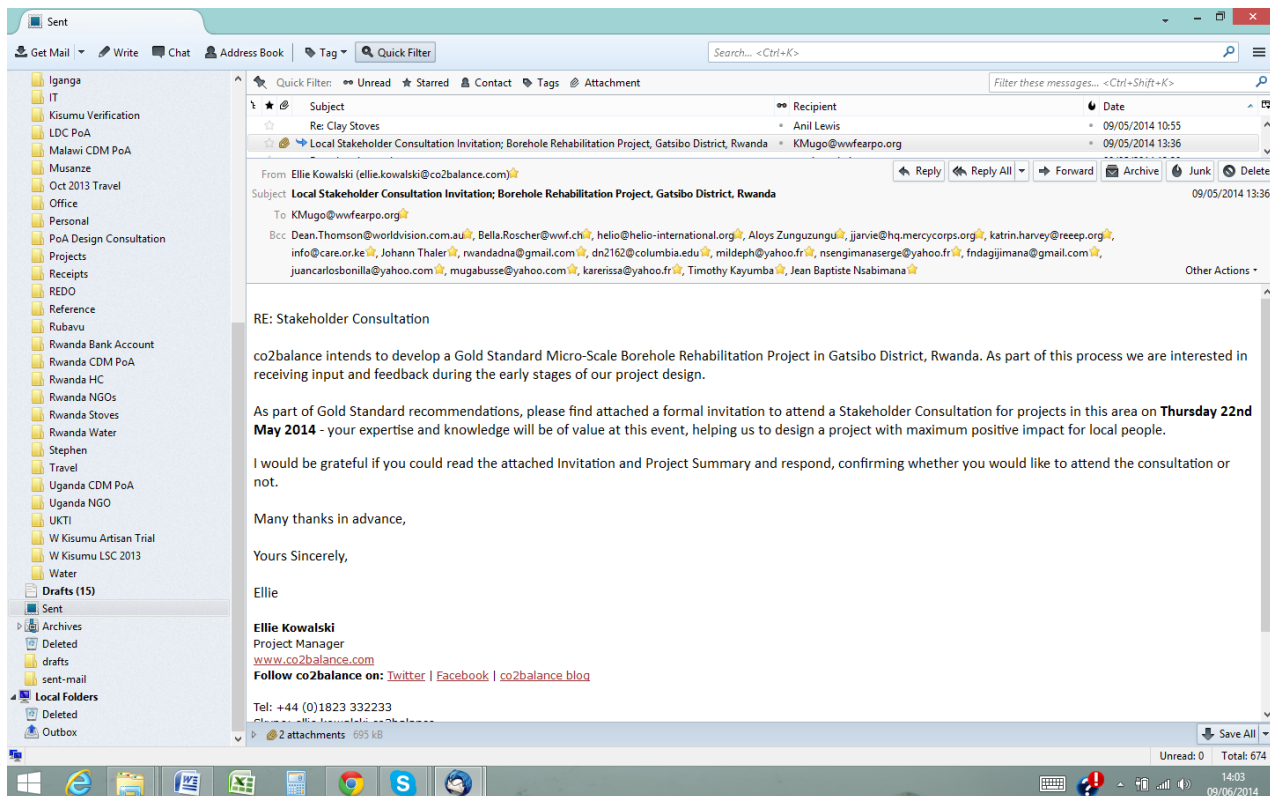 Sent
Get Mail Write Chat Address Book Tag Quick Filter Search... <Ctrl+K>
Iganga
IT
Kisumu Verification
LDC PoA
Malawi CDM PoA
Musanze
Oct 2013 Travel
Office
Personal
PoA Design Consultation
Projects
Receipts
REDO
Reference
Rubavu
Rwanda Bank Account
Rwanda CDM PoA
Rwanda HC
Rwanda NGOs
Rwanda Stoves
Rwanda Water
Stephen
Travel
Uganda CDM PoA
Uganda NGO
UKTI
W Kisumu Artisan Trial
W Kisumu LSC 2013
Water
Drafts (15)
Sent
Archives
Deleted
drafts
sent-mail
Local Folders
Deleted
Outbox
Quick Filter: Unread Starred Contact Tags Attachment Filter these messages... <Ctrl+Shift+K>
Subject Recipient Date
Re: Clay Stoves Anil Lewis 09/05/2014 10:55
Local Stakeholder Consultation Invitation; Borehole Rehabilitation Project, Gatsibo District, Rwanda KMugo@wwfearpo.org 09/05/2014 13:36
From Ellie Kowalski (ellie.kowalski@co2balance.com) Reply Reply All Forward Archive Junk Delete
Subject Local Stakeholder Consultation Invitation; Borehole Rehabilitation Project, Gatsibo District, Rwanda 09/05/2014 13:36
To KMugo@wwfearpo.org
Bcc Dean.Thomson@worldvision.com.au, Bella.Roscher@wwf.ch, helio@helio-international.org, Aloys Zunguzungu, jjarvie@hq.mercycorps.org, katrin.harvey@reeep.org,
info@care.or.ke, Johann Thaler, rwandadna@gmail.com, dn2162@columbia.edu, mildeph@yahoo.fr, nsengimanaserge@yahoo.fr, fndagijimana@gmail.com,
juancarlosbonilla@yahoo.com, mugabusse@yahoo.com, karerissa@yahoo.fr, Timothy Kayumba, Jean Baptiste Nsabimana Other Actions
RE: Stakeholder Consultation
co2balance intends to develop a Gold Standard Micro-Scale Borehole Rehabilitation Project in Gatsibo District, Rwanda. As part of this process we are interested in
receiving input and feedback during the early stages of our project design.
As part of Gold Standard recommendations, please find attached a formal invitation to attend a Stakeholder Consultation for projects in this area on Thursday 22nd
May 2014 - your expertise and knowledge will be of value at this event, helping us to design a project with maximum positive impact for local people.
I would be grateful if you could read the attached Invitation and Project Summary and respond, confirming whether you would like to attend the consultation or
not.
Many thanks in advance,
Yours Sincerely,
Ellie
Ellie Kowalski
Project Manager
www.co2balance.com
Follow co2balance on: Twitter | Facebook | co2balance blog
Tel: +44 (0)1823 332233
2 attachments 695 kB Save All
Unread: 0 Total: 674
14:03
09/06/2014